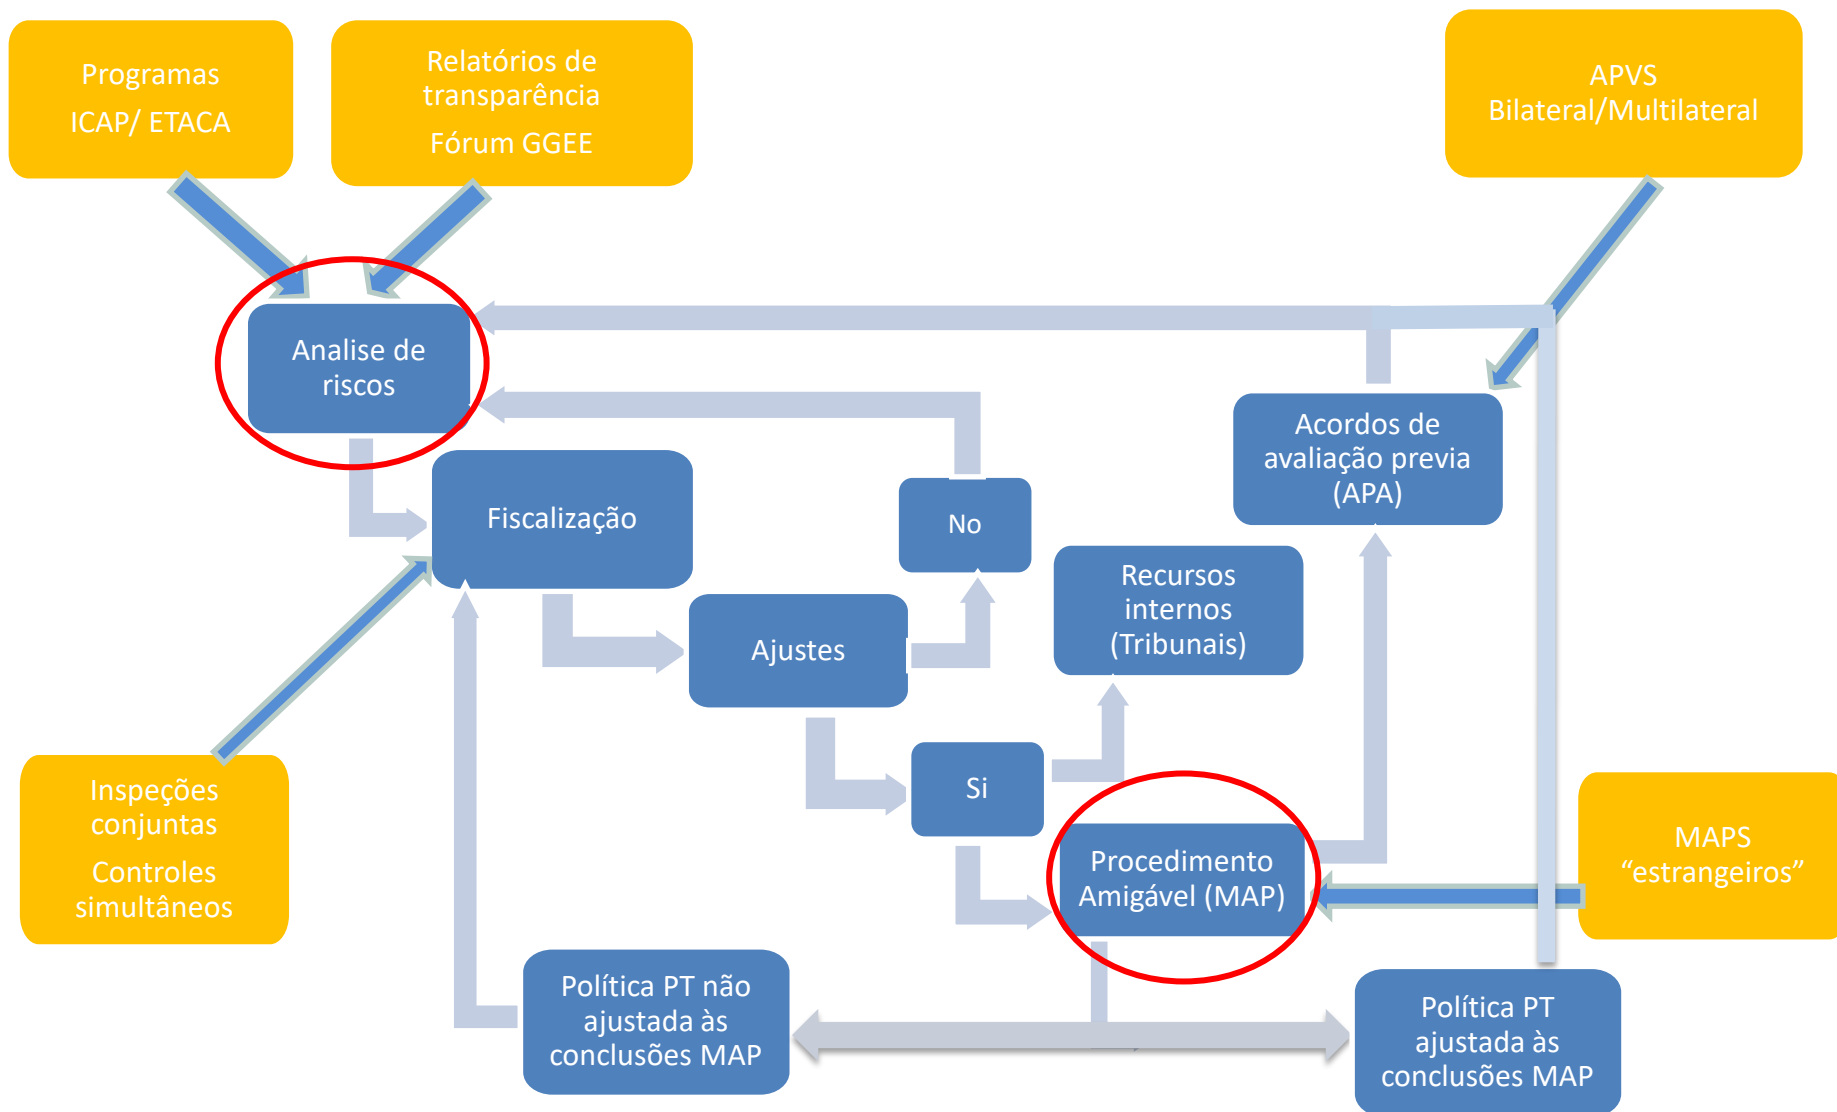 Programas
ICAP/ ETACA
Relatórios de
transparência
Fórum GGEE
APVS
Bilateral/Multilateral
Analise de
riscos
Acordos de
avaliação previa
(APA)
Fiscalização
No
Recursos
internos
(Tribunais)
Ajustes
Si
Inspeções
conjuntas
Controles
simultâneos
Procedimento
Amigável (MAP)
MAPS
“estrangeiros”
Política PT não
ajustada às
conclusões MAP
Política PT
ajustada às
conclusões MAP